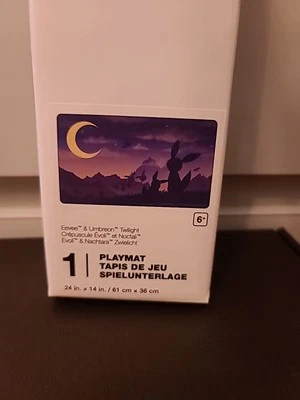 6+
Eevee™ & Umbreon™ Twilight
Crépuscule Évoli™ et Noctali™
Evoli™ & Nachtara™ Zwielicht
1
PLAYMAT
TAPIS DE JEU
SPIELUNTERLAGE
24 in. x 14 in. / 61 cm x 36 cm